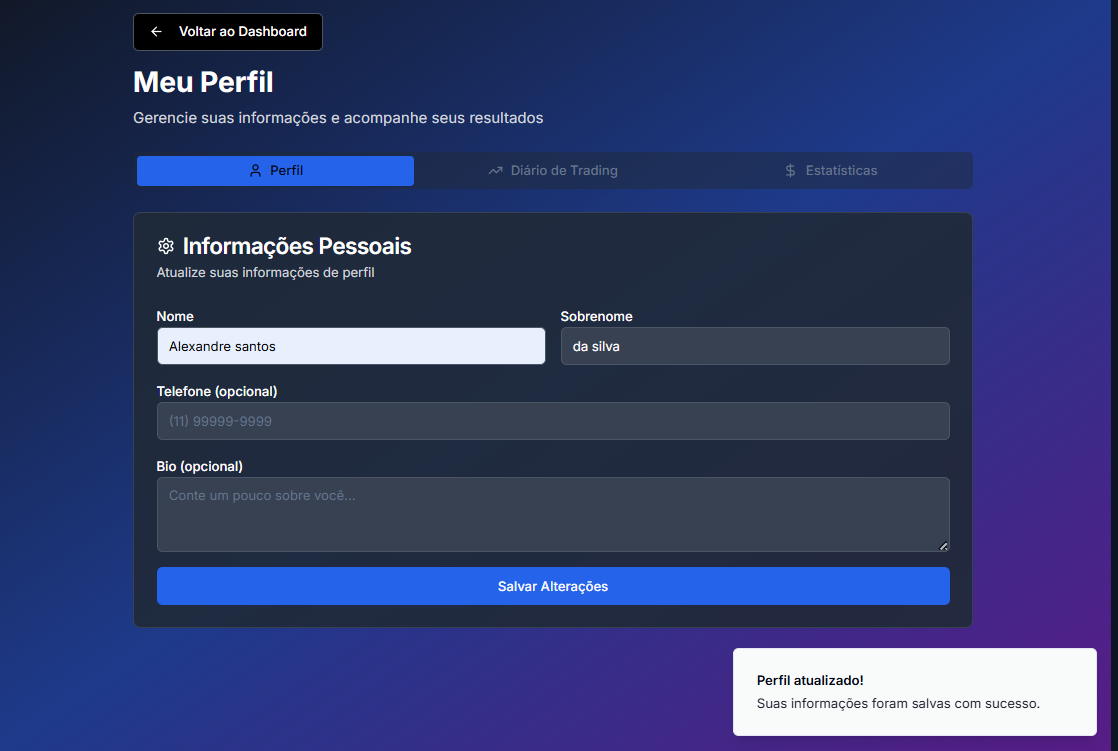 Voltar ao Dashboard
Meu Perfil
Gerencie suas informações e acompanhe seus resultados
Perfil
Diário de Trading
Estatísticas
Informações Pessoais
Atualize suas informações de perfil
Nome
Sobrenome
Alexandre santos
da silva
Telefone (opcional)
(11) 99999-9999
Bio (opcional)
Conte um pouco sobre você...
Salvar Alterações
Perfil atualizado!
Suas informações foram salvas com sucesso.